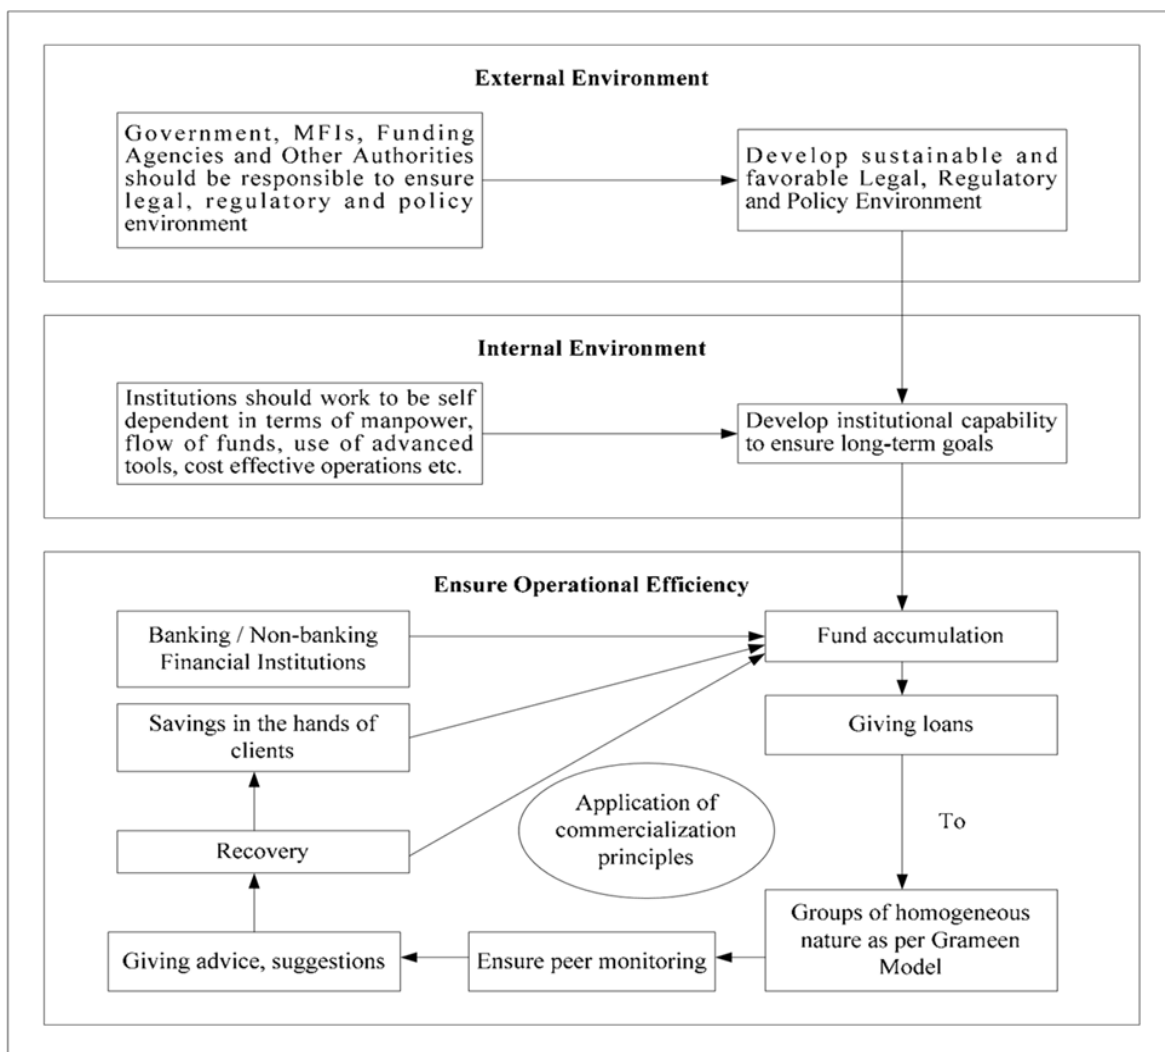 External Environment
Government, MFIs, Funding
Agencies and Other Authorities
should be responsible to ensure
legal, regulatory and policy
environment
Develop sustainable and
favorable Legal, Regulatory
and Policy Environment
Internal Environment
Institutions should work to be self
dependent in terms of manpower,
flow of funds, use of advanced
tools, cost effective operations etc.
Develop institutional capability
to ensure long-term goals
Ensure Operational Efficiency
Banking / Non-banking
Financial Institutions
Fund accumulation
Savings in the hands of
clients
Giving loans
Application of
commercialization
principles
To
Recovery
Groups of homogeneous
nature as per Grameen
Model
Ensure peer monitoring
Giving advice, suggestions